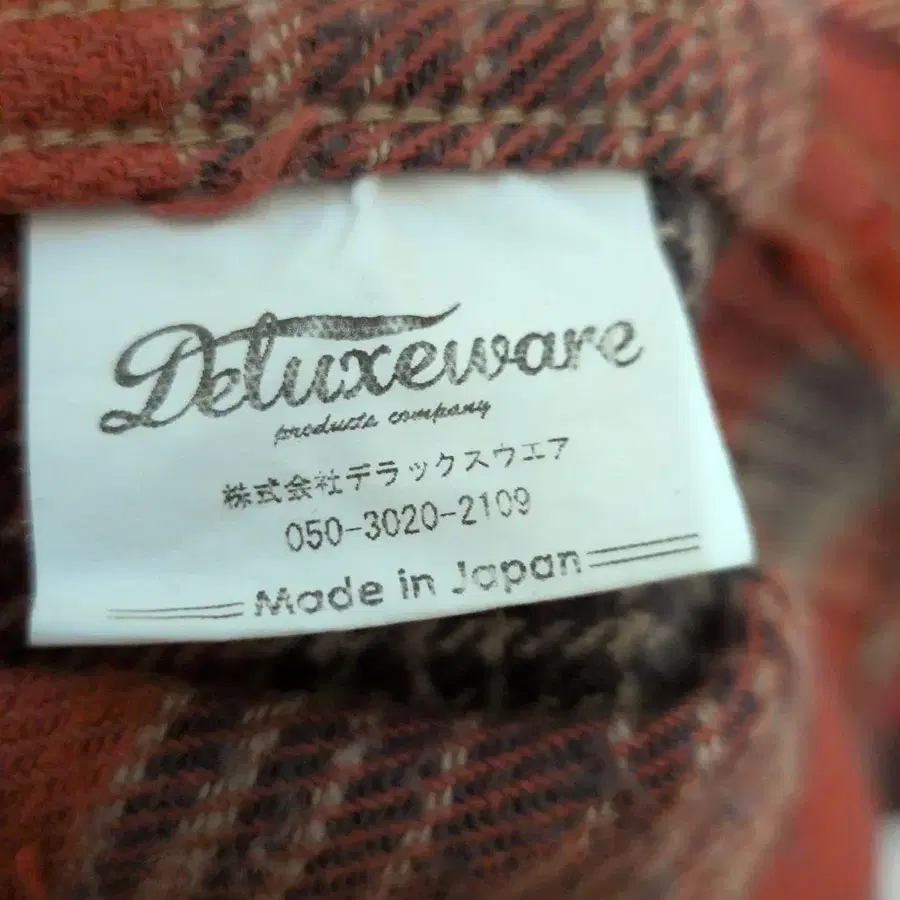 Deluxeware
products company
株式会社デラックスウエア
050-3020-2109
Made in Japan